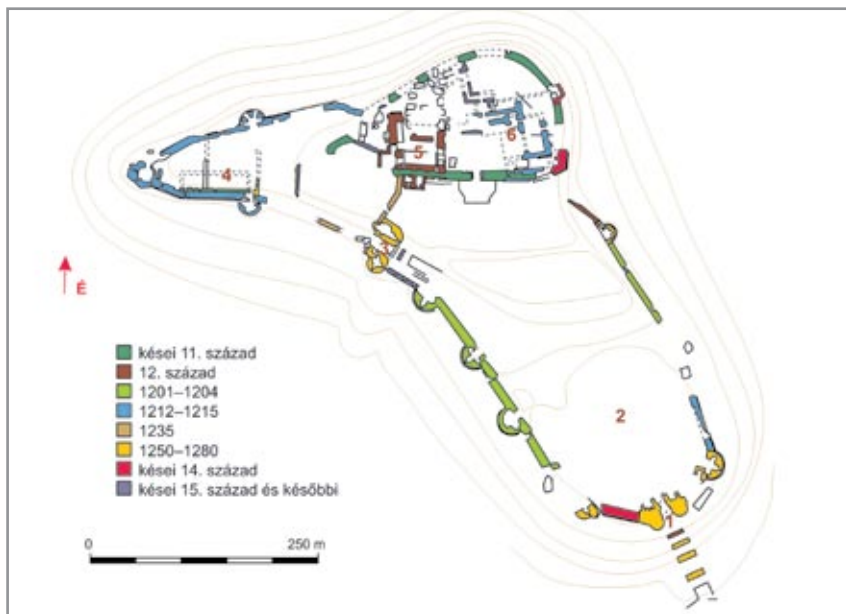 6
5
4
3
É
kései 11. század
12. század
1201–1204
1212–1215
1235
1250–1280
kései 14. század
kései 15. század és későbbi
2
1
0 250 m